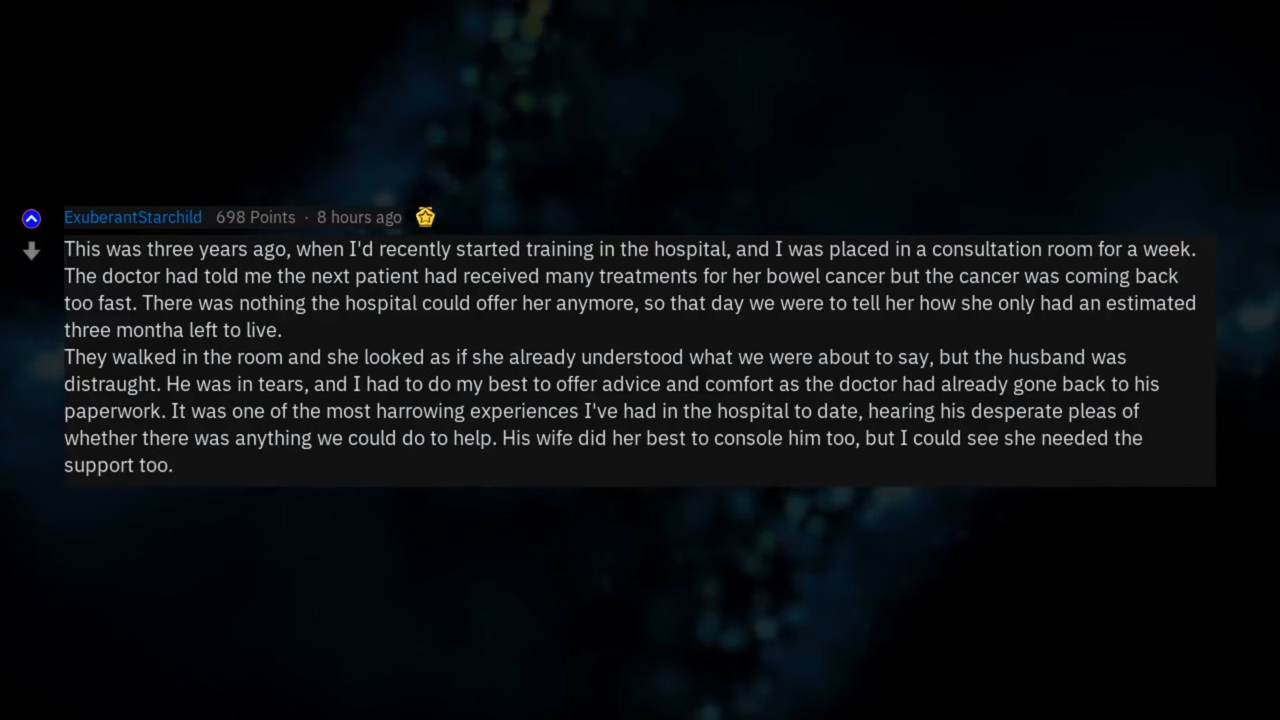 ExuberantStarchild 698 Points · 8 hours ago
This was three years ago, when I'd recently started training in the hospital, and I was placed in a consultation room for a week.
The doctor had told me the next patient had received many treatments for her bowel cancer but the cancer was coming back
too fast. There was nothing the hospital could offer her anymore, so that day we were to tell her how she only had an estimated
three montha left to live.
They walked in the room and she looked as if she already understood what we were about to say, but the husband was
distraught. He was in tears, and I had to do my best to offer advice and comfort as the doctor had already gone back to his
paperwork. It was one of the most harrowing experiences I've had in the hospital to date, hearing his desperate pleas of
whether there was anything we could do to help. His wife did her best to console him too, but I could see she needed the
support too.